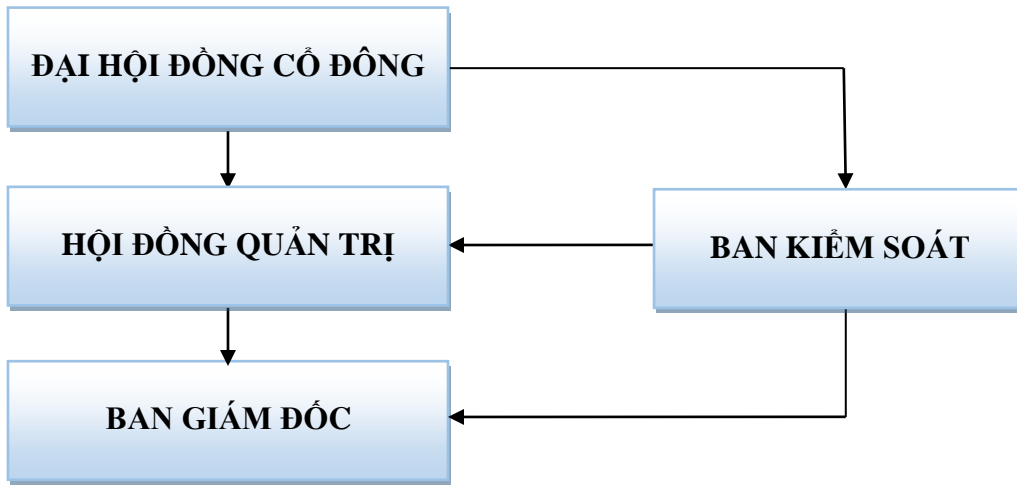 ĐẠI HỘI ĐỒNG CỔ ĐÔNG
HỘI ĐỒNG QUẢN TRỊ
BAN KIỂM SOÁT
BAN GIÁM ĐỐC